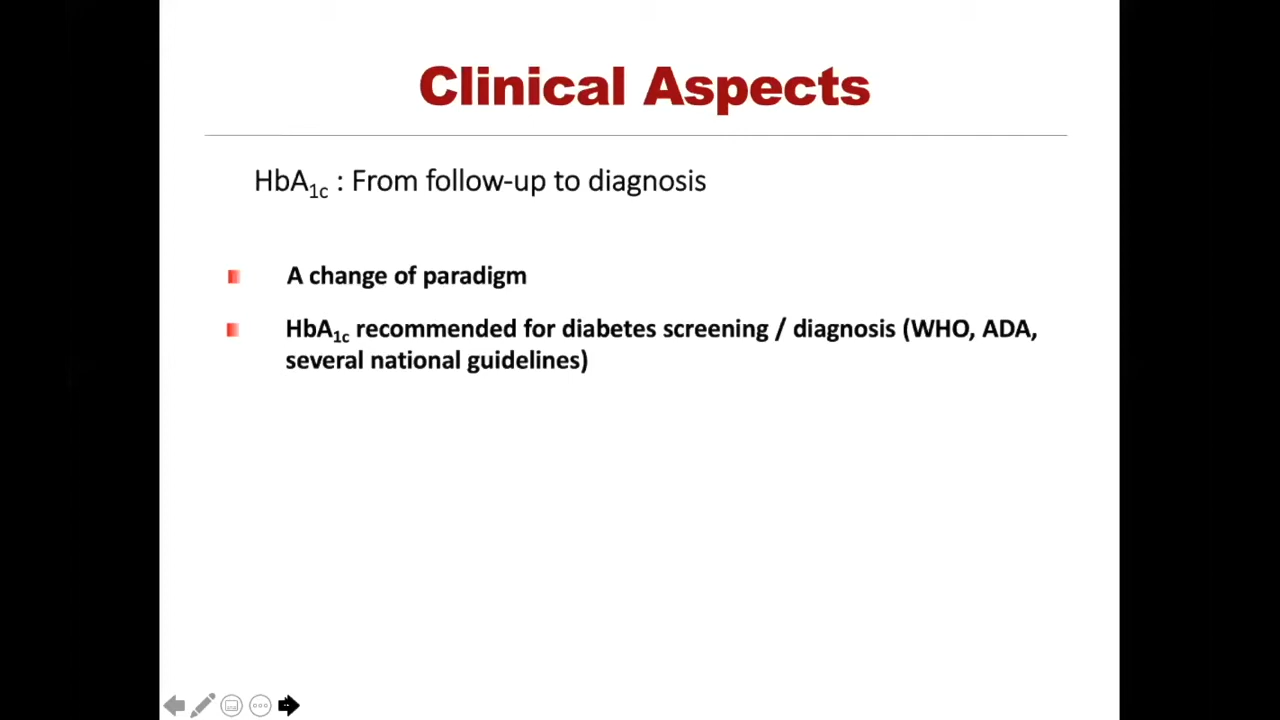 Clinical Aspects
HbA1c : From follow-up to diagnosis
A change of paradigm
HbA1c recommended for diabetes screening / diagnosis (WHO, ADA,
several national guidelines)